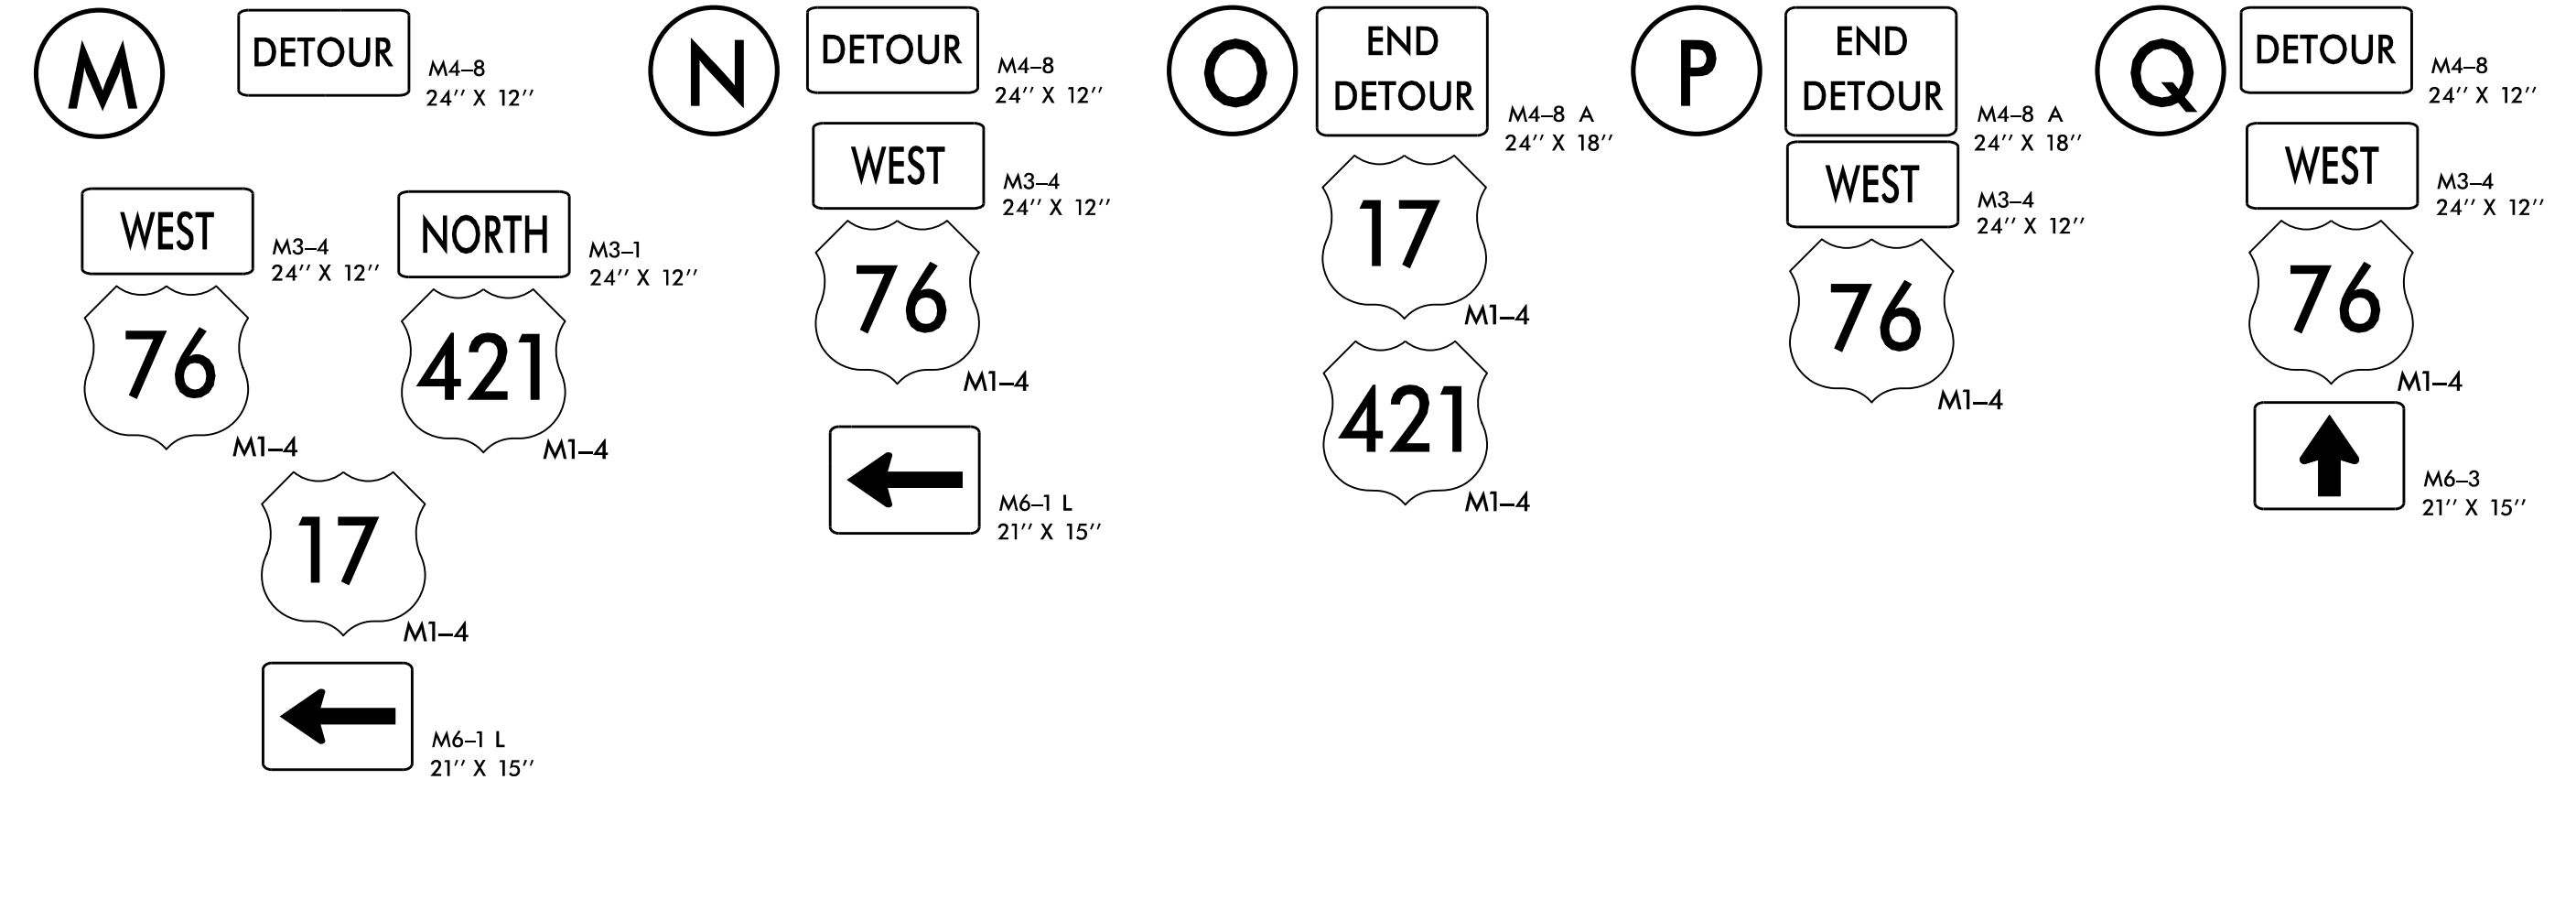 M
DETOUR
M4-8
24'' X 12''
WEST
M3-4
24'' X 12''
NORTH
M3-1
24'' X 12''
76
M1-4
421
M1-4
17
M1-4
M6-1 L
21'' X 15''
N
DETOUR
M4-8
24'' X 12''
WEST
M3-4
24'' X 12''
76
M1-4
M6-1 L
21'' X 15''
O
END
DETOUR
M4-8 A
24'' X 18''
17
M1-4
421
M1-4
P
END
DETOUR
M4-8 A
24'' X 18''
WEST
M3-4
24'' X 12''
76
M1-4
Q
DETOUR
M4-8
24'' X 12''
WEST
M3-4
24'' X 12''
76
M1-4
M6-3
21'' X 15''